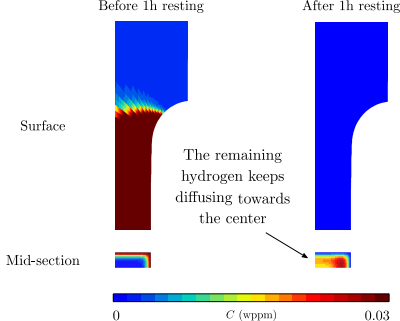 Before 1h resting
After 1h resting
Surface
The remaining
hydrogen keeps
diffusing towards
the center
Mid-section
0
C (wppm)
0.03